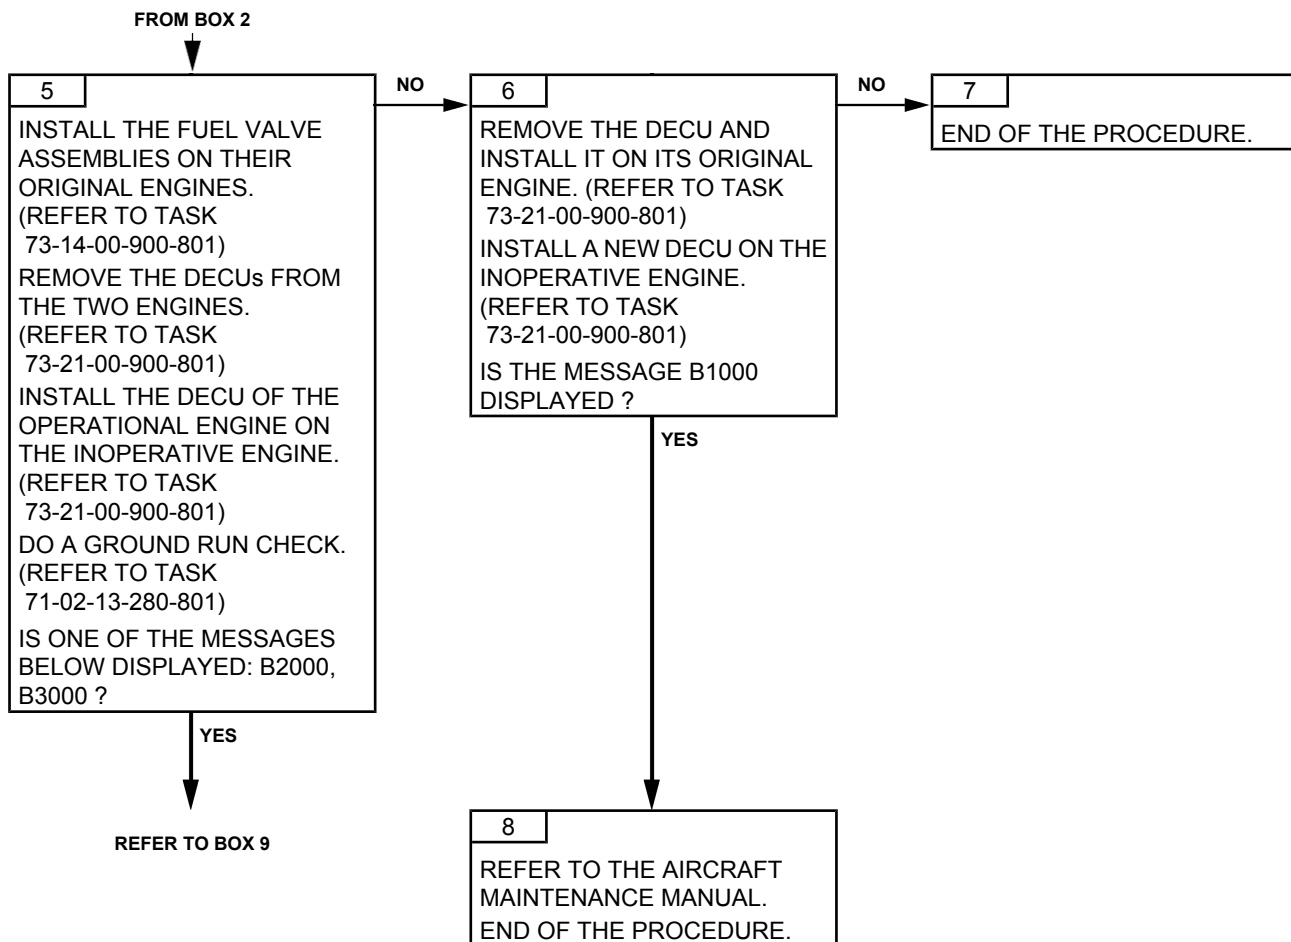 FROM BOX 2
5
INSTALL THE FUEL VALVE
ASSEMBLIES ON THEIR
ORIGINAL ENGINES.
(REFER TO TASK
73-14-00-900-801)
REMOVE THE DECUs FROM
THE TWO ENGINES.
(REFER TO TASK
73-21-00-900-801)
INSTALL THE DECU OF THE
OPERATIONAL ENGINE ON
THE INOPERATIVE ENGINE.
(REFER TO TASK
73-21-00-900-801)
DO A GROUND RUN CHECK.
(REFER TO TASK
71-02-13-280-801)
IS ONE OF THE MESSAGES
BELOW DISPLAYED: B2000,
B3000 ?
YES
REFER TO BOX 9
NO
6
REMOVE THE DECU AND
INSTALL IT ON ITS ORIGINAL
ENGINE. (REFER TO TASK
73-21-00-900-801)
INSTALL A NEW DECU ON THE
INOPERATIVE ENGINE.
(REFER TO TASK
73-21-00-900-801)
IS THE MESSAGE B1000
DISPLAYED ?
YES
NO
7
END OF THE PROCEDURE.
8
REFER TO THE AIRCRAFT
MAINTENANCE MANUAL.
END OF THE PROCEDURE.